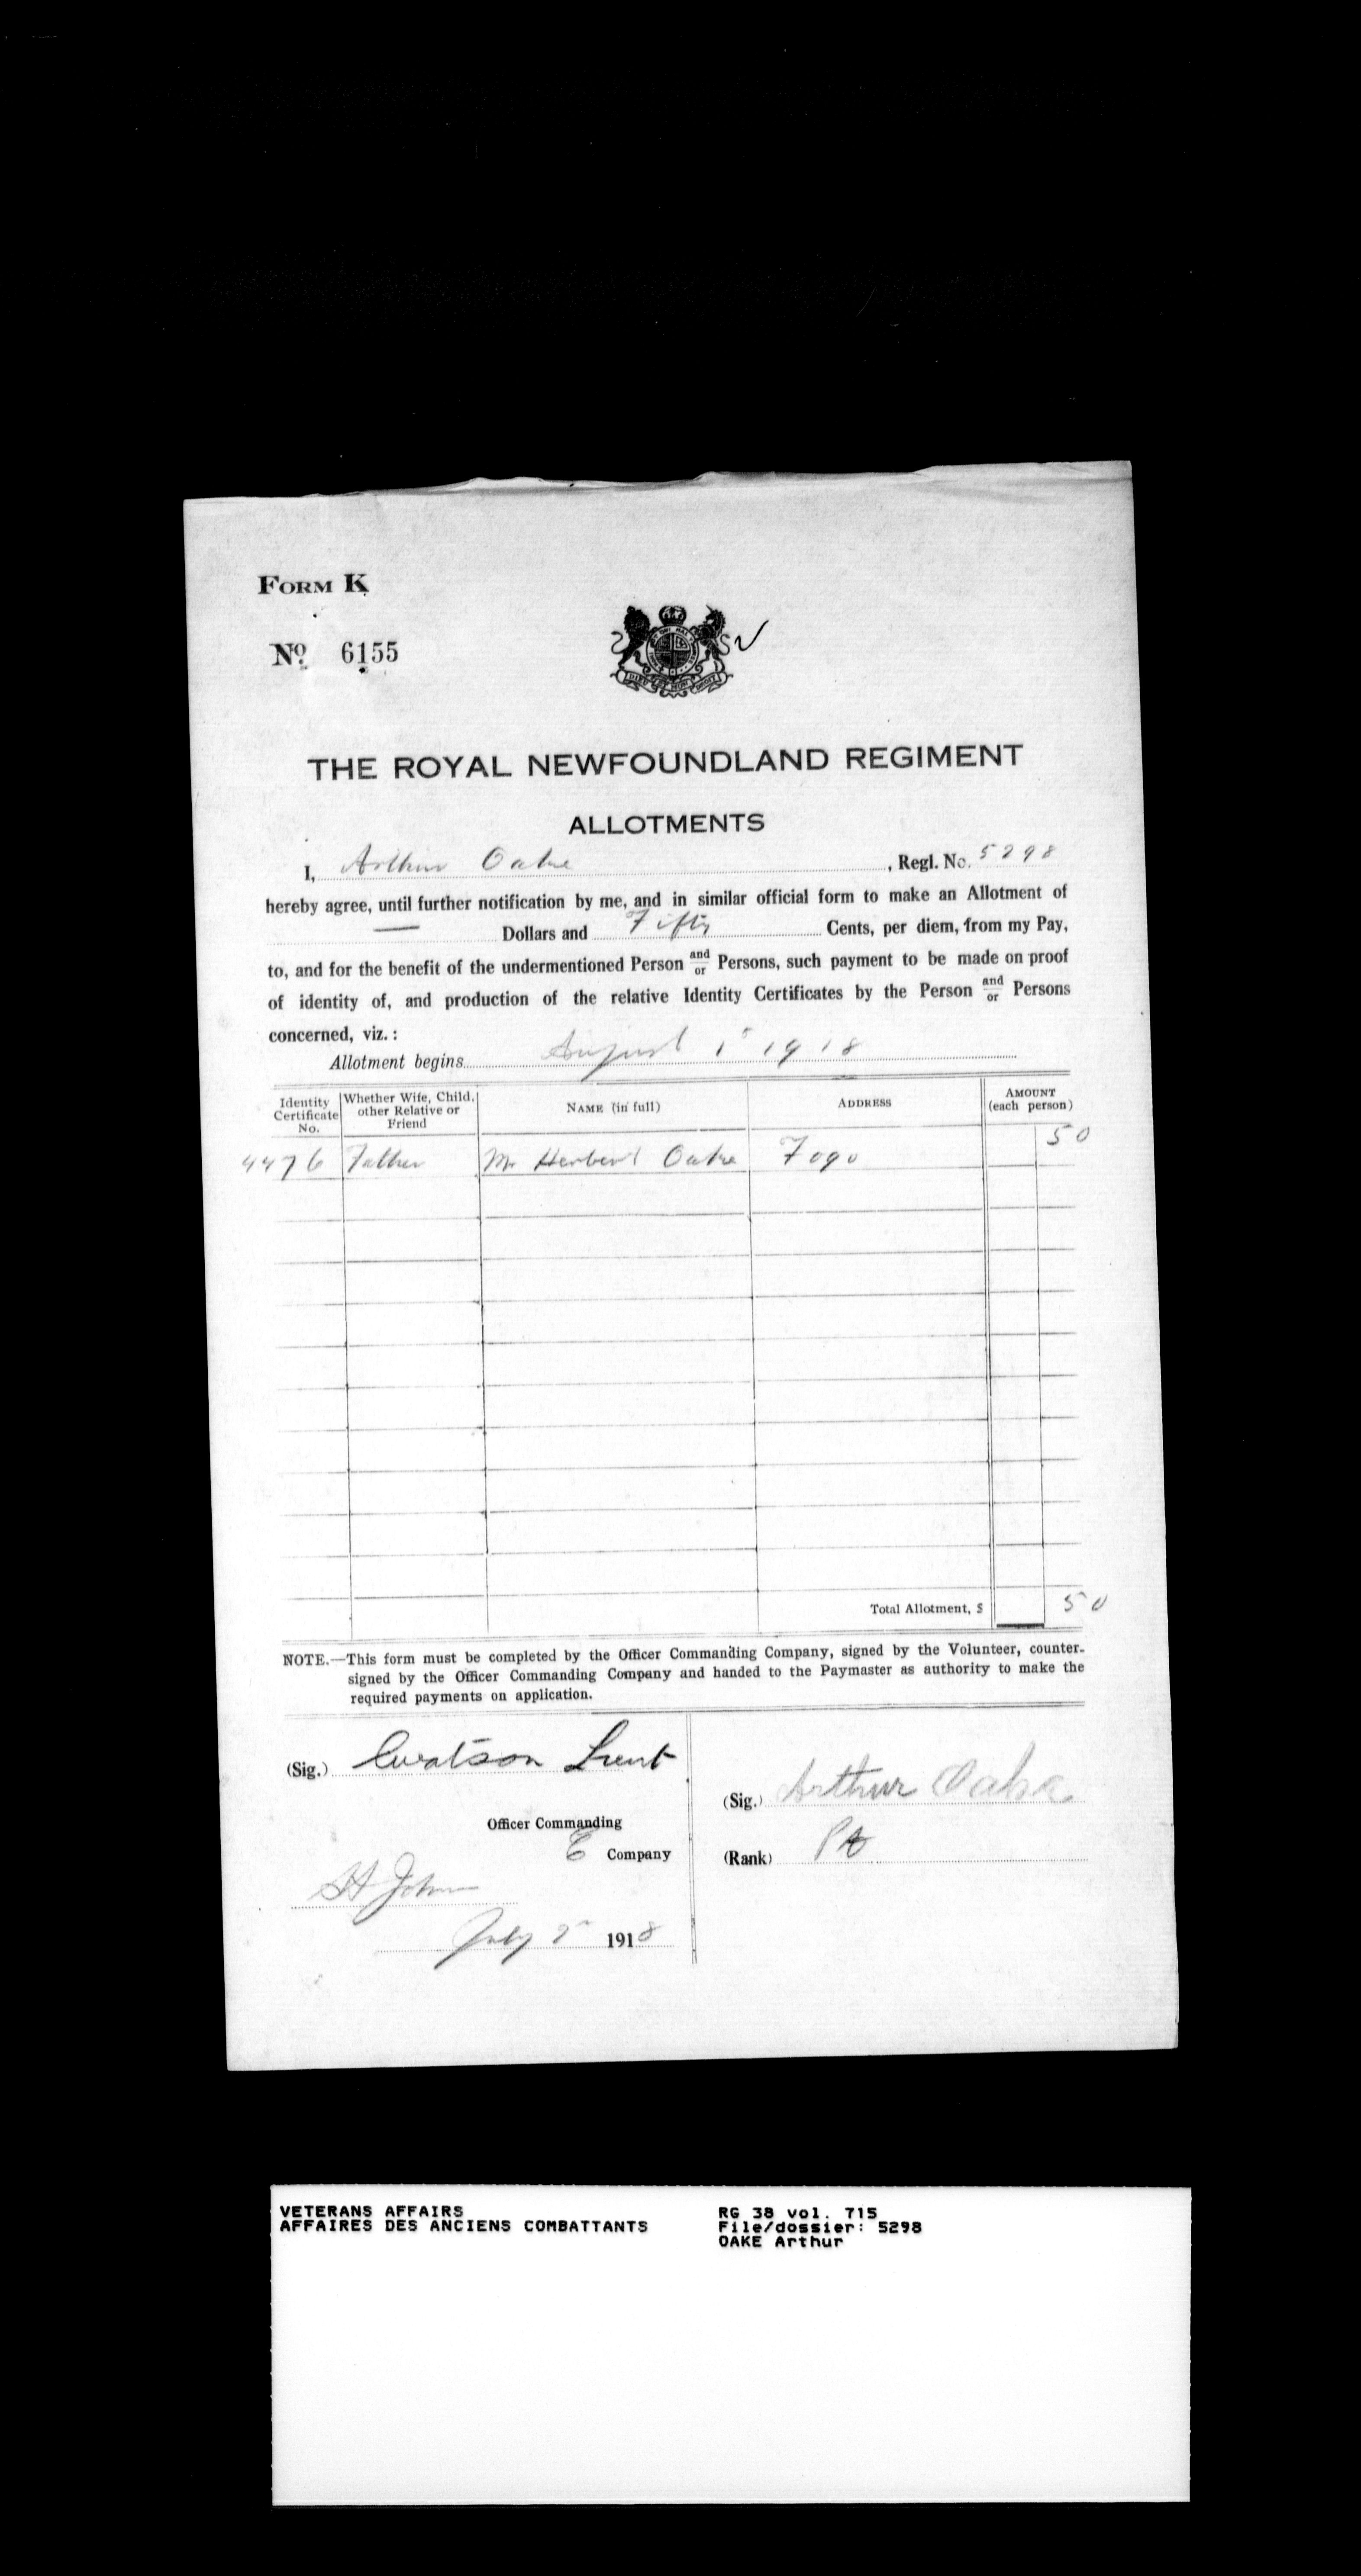 FORM K
No 6155
THE ROYAL NEWFOUNDLAND REGIMENT
ALLOTMENTS
I, Arthur Oake, Regl. No. 5298
hereby agree, until further notification by me, and in similar official form to make an Allotment of
— Dollars and Fifty Cents, per diem, from my Pay,
to, and for the benefit of the undermentioned Person and/or Persons, such payment to be made on proof
of identity of, and production of the relative Identity Certificates by the Person and/or Persons
concerned, viz. :
Allotment begins August 1st 1918
Identity Certificate No. Whether Wife, Child, other Relative or Friend NAME (in full) ADDRESS AMOUNT (each person)
4476 Father Mr Herbert Oake Fogo 50
Total Allotment, $ 50
NOTE.—This form must be completed by the Officer Commanding Company, signed by the Volunteer, counter-
signed by the Officer Commanding Company and handed to the Paymaster as authority to make the
required payments on application.
(Sig.) Watson Lieut
(Sig.) Arthur Oake
Officer Commanding
E Company
(Rank) Pte
St John
July 1918
VETERANS AFFAIRS
AFFAIRES DES ANCIENS COMBATTANTS
RG 38 vol. 715
File/dossier: 5298
OAKE Arthur